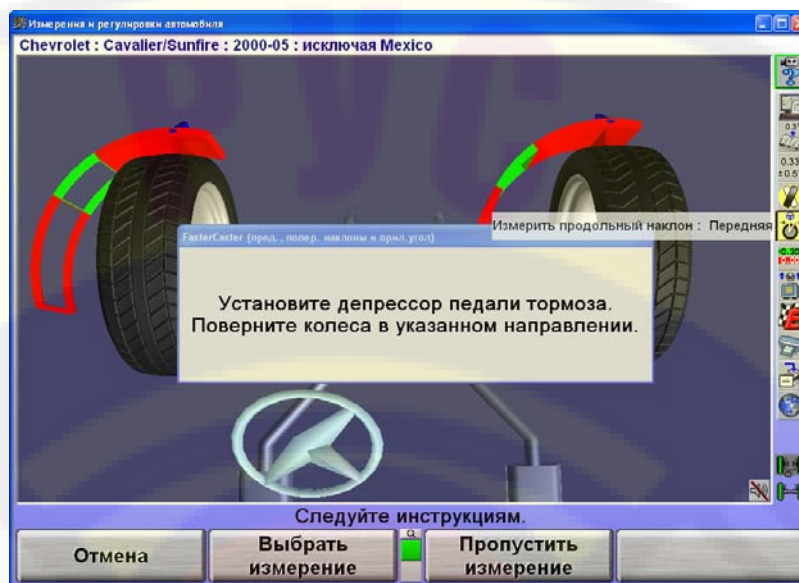 Измерения и регулировки автомобиля
Chevrolet : Cavalier/Sunfire : 2000-05 : исключая Mexico
РУС
Измерить продольный наклон : Передняя
FasterCaster (прод., попер. наклоны и прил.угол)
Установите депрессор педали тормоза.
Поверните колеса в указанном направлении.
Следуйте инструкциям.
Отмена
Выбрать
измерение
Пропустить
измерение